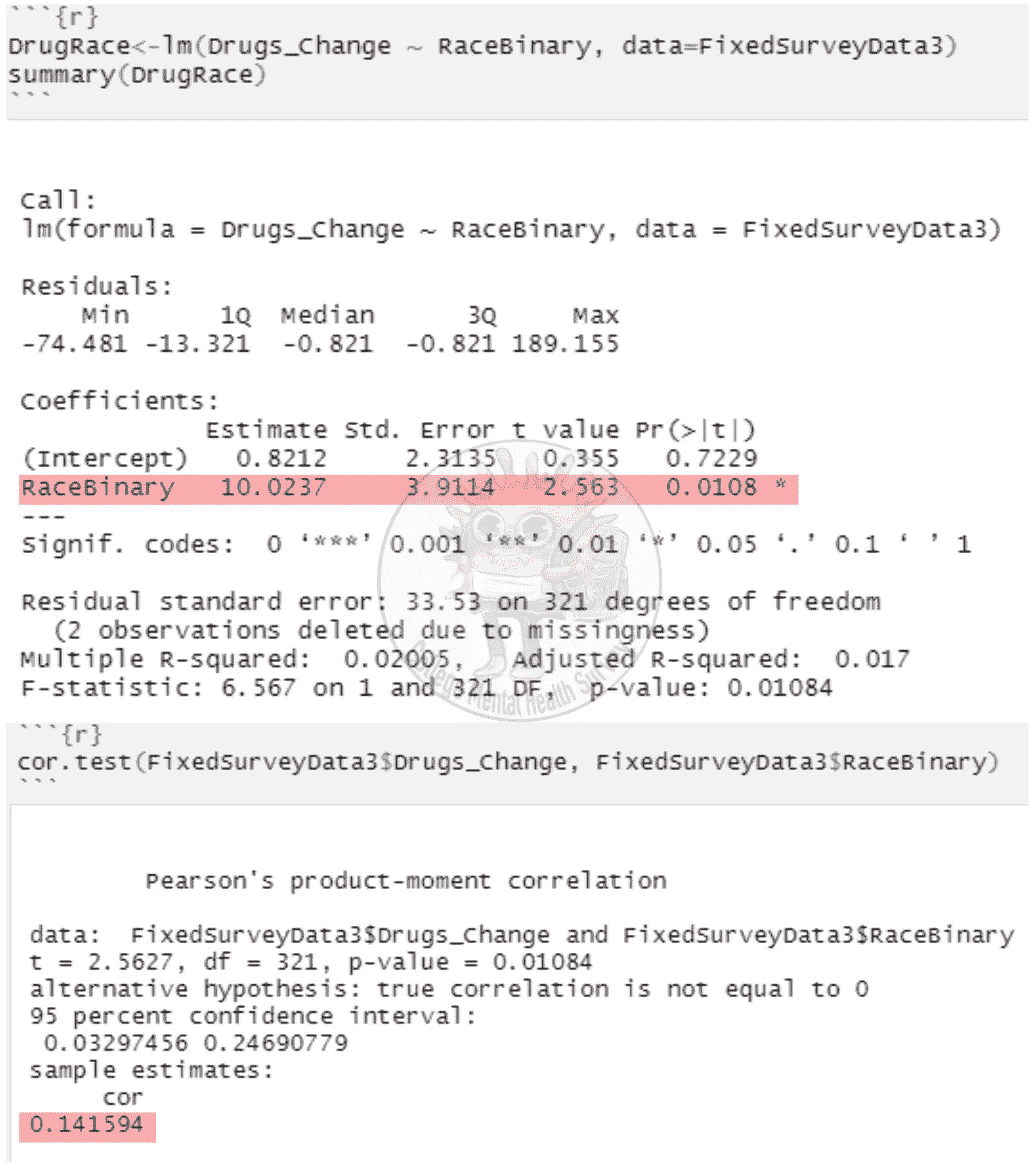 ```{r}
DrugRace<-lm(Drugs_Change ~ RaceBinary, data=FixedSurveyData3)
summary(DrugRace)
```
Call:
lm(formula = Drugs_Change ~ RaceBinary, data = FixedSurveyData3)
Residuals:
    Min      1Q  Median      3Q     Max
-74.481 -13.321  -0.821  -0.821 189.155
Coefficients:
            Estimate Std. Error t value Pr(>|t|)
(Intercept)   0.8212     2.3135   0.355   0.7229
RaceBinary   10.0237     3.9114   2.563   0.0108 *
---
Signif. codes:  0 ‘***’ 0.001 ‘**’ 0.01 ‘*’ 0.05 ‘.’ 0.1 ‘ ’ 1
Residual standard error: 33.53 on 321 degrees of freedom
  (2 observations deleted due to missingness)
Multiple R-squared:  0.02005,  Adjusted R-squared:  0.017
F-statistic: 6.567 on 1 and 321 DF,  p-value: 0.01084
Mental Health
```{r}
cor.test(FixedSurveyData3$Drugs_Change, FixedSurveyData3$RaceBinary)
```
Pearson's product-moment correlation
data:  FixedSurveyData3$Drugs_Change and FixedSurveyData3$RaceBinary
t = 2.5627, df = 321, p-value = 0.01084
alternative hypothesis: true correlation is not equal to 0
95 percent confidence interval:
 0.03297456 0.24690779
sample estimates:
     cor
0.141594